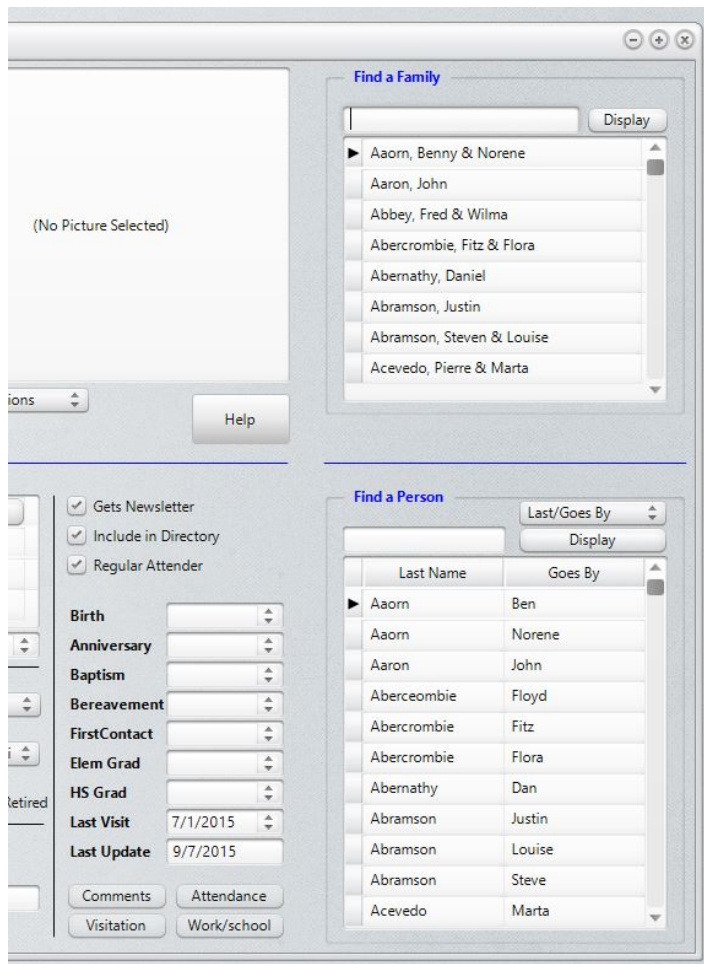 Find a Family
Display
Aaorn, Benny & Norene
Aaron, John
Abbey, Fred & Wilma
Abercrombie, Fitz & Flora
Abernathy, Daniel
Abramson, Justin
Abramson, Steven & Louise
Acevedo, Pierre & Marta
(No Picture Selected)
ions
Help
Gets Newsletter
Include in Directory
Regular Attender
Birth
Anniversary
Baptism
Bereavement
FirstContact
Elem Grad
HS Grad
Last Visit 7/1/2015
Last Update 9/7/2015
i
Retired
Comments Attendance
Visitation Work/school
Find a Person
Last/Goes By
Display
Last Name Goes By
Aaorn Ben
Aaorn Norene
Aaron John
Aberceombie Floyd
Abercrombie Fitz
Abercrombie Flora
Abernathy Dan
Abramson Justin
Abramson Louise
Abramson Steve
Acevedo Marta